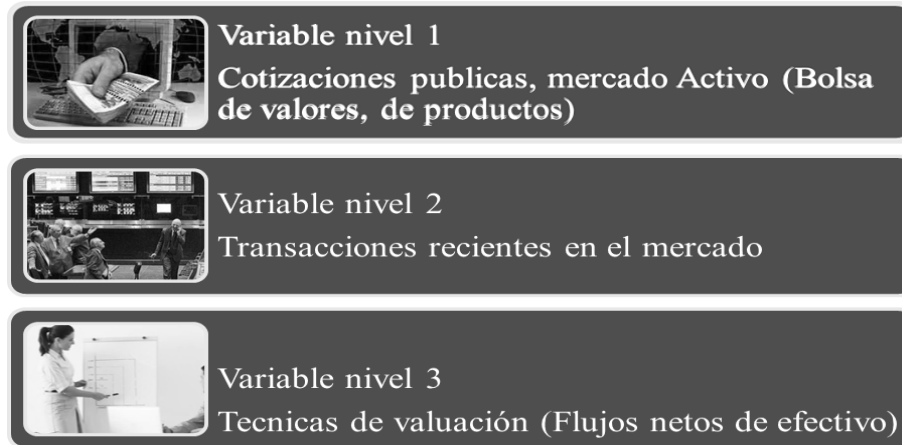 Variable nivel 1
Cotizaciones publicas, mercado Activo (Bolsa
de valores, de productos)
Variable nivel 2
Transacciones recientes en el mercado
Variable nivel 3
Tecnicas de valuación (Flujos netos de efectivo)